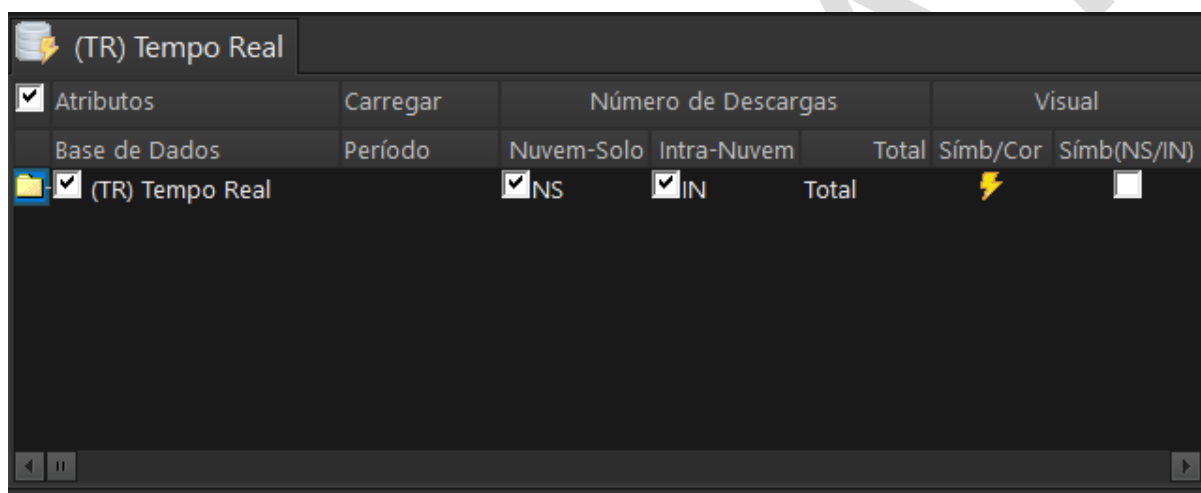 (TR) Tempo Real
Atributos Carregar Número de Descargas Visual
Base de Dados Período Nuvem-Solo Intra-Nuvem Total Símb/Cor Símb(NS/IN)
(TR) Tempo Real NS IN Total